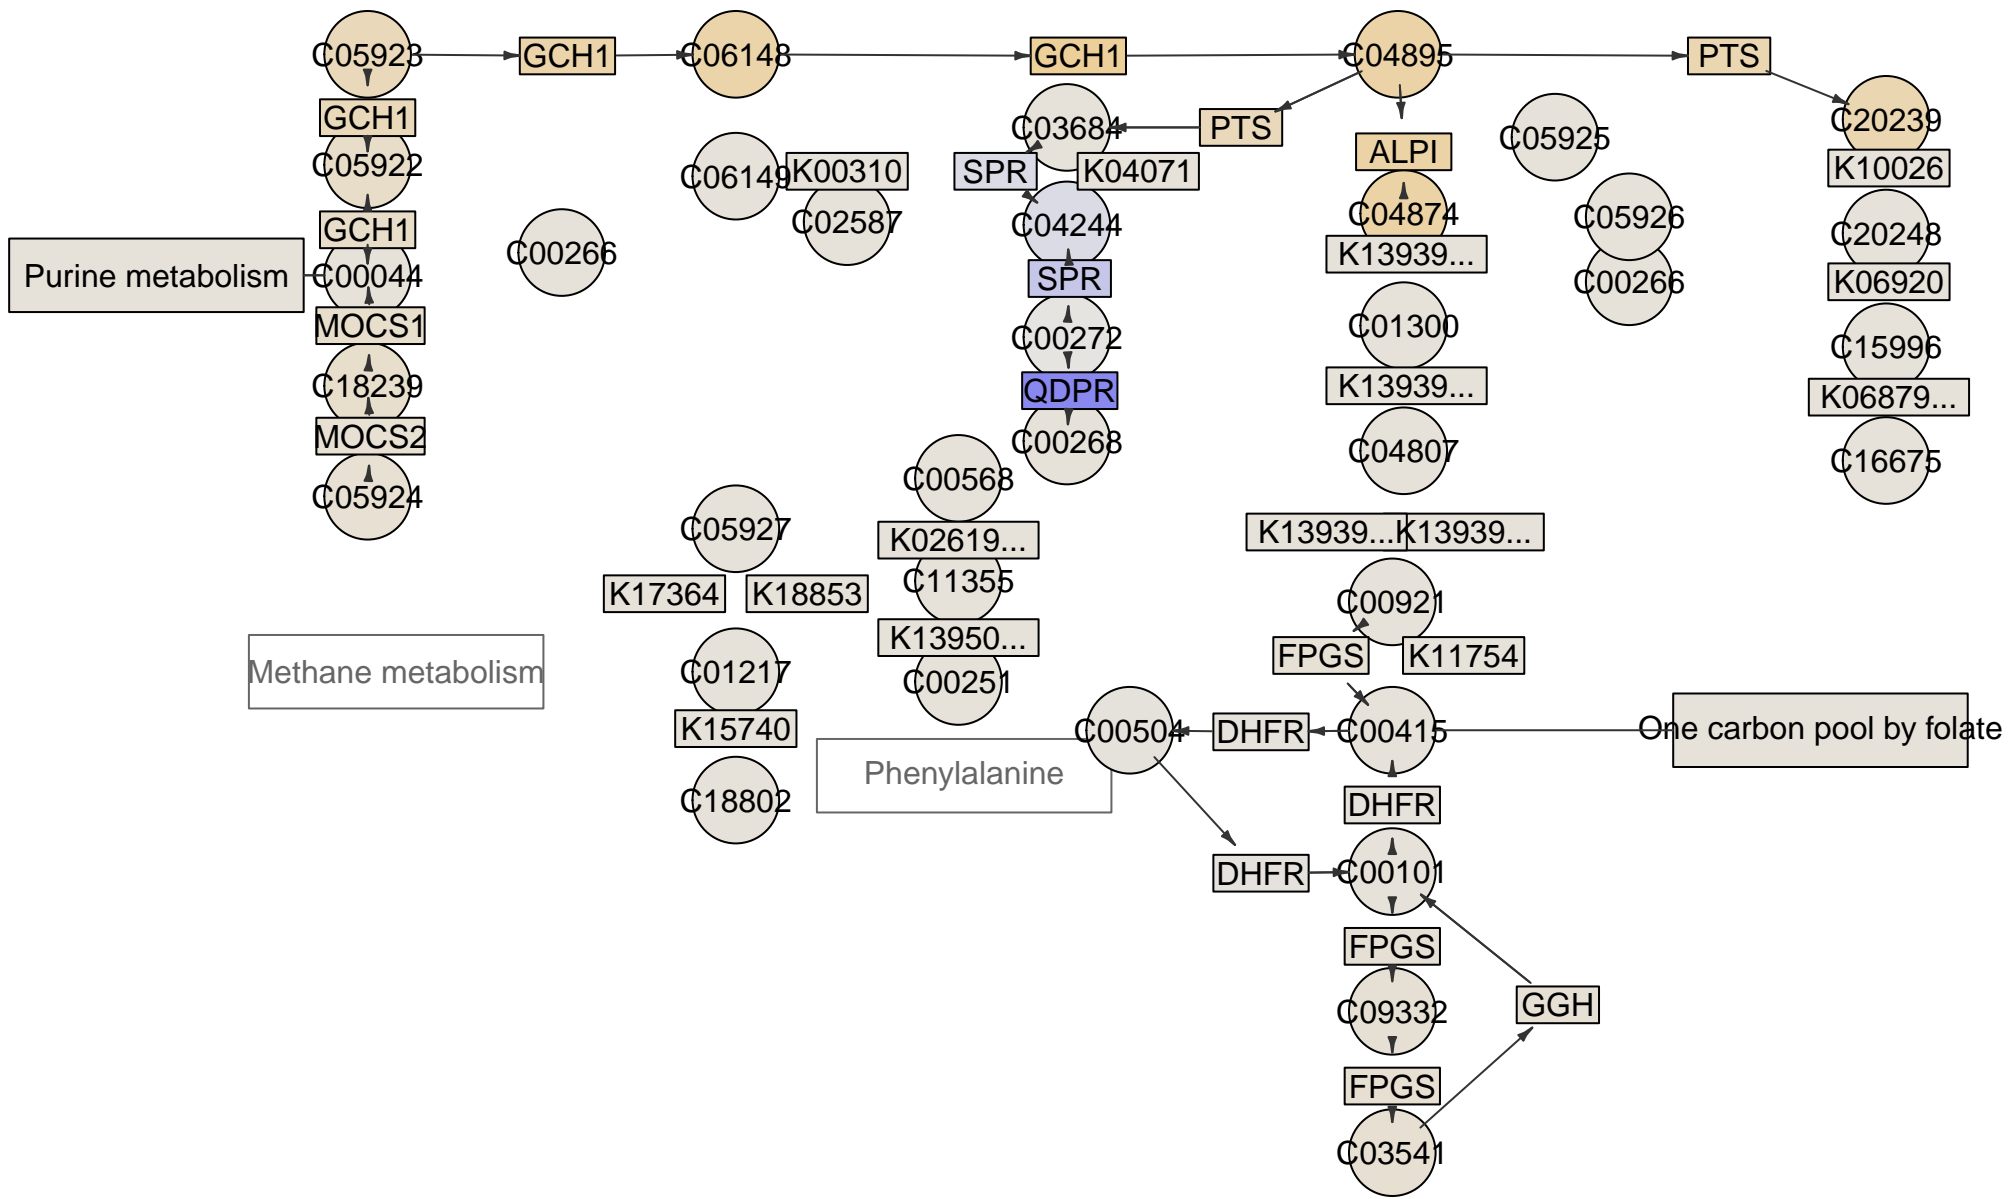 C05923
GCH1
C06148
GCH1
C04895
PTS
GCH1
C03684
PTS
C20239
C05925
ALPI
C05922
C06149
K00310
SPR
K04071
K10026
GCH1
C02587
C04244
C04874
C05926
C20248
C00266
K13939...
Purine metabolism
C00044
SPR
C00266
K06920
MOCS1
C00272
C01300
C15996
C18239
QDPR
K13939...
K06879...
MOCS2
C00268
C04807
C16675
C05924
C00568
C05927
K02619...
K13939...
K13939...
K17364
K18853
C11355
C00921
Methane metabolism
C01217
K13950...
FPGS
K11754
C00251
K15740
C00504
DHFR
C00415
One carbon pool by folate
Phenylalanine
C18802
DHFR
DHFR
C00101
FPGS
C09332
GGH
FPGS
C03541